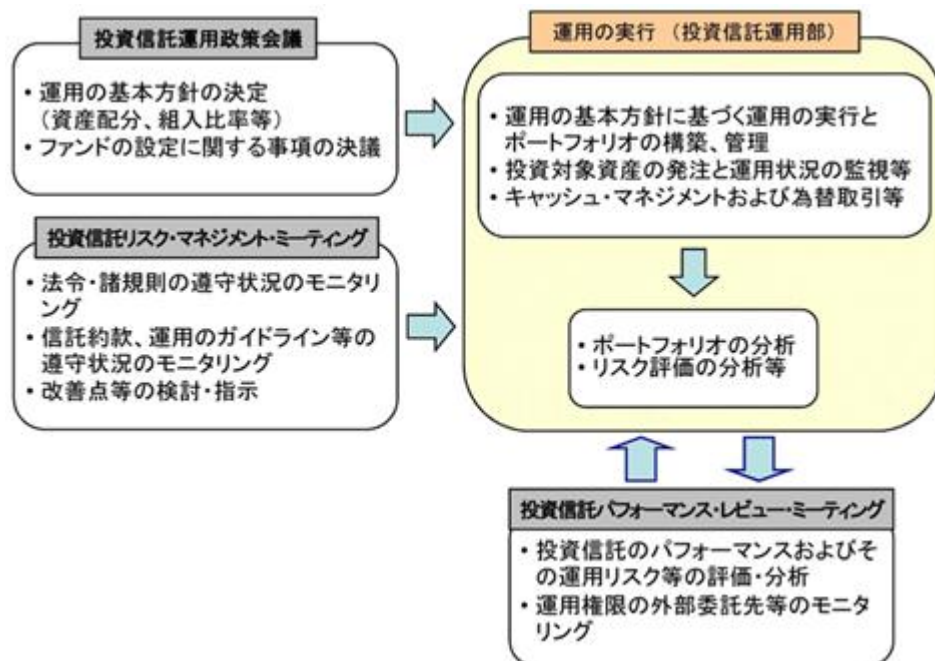 投資信託運用政策会議
・運用の基本方針の決定
（資産配分、組入比率等）
・ファンドの設定に関する事項の決議
投資信託リスク・マネジメント・ミーティング
・法令・諸規則の遵守状況のモニタリ
ング
・信託約款、運用のガイドライン等の
遵守状況のモニタリング
・改善点等の検討・指示
運用の実行 （投資信託運用部）
・運用の基本方針に基づく運用の実行と
ポートフォリオの構築、管理
・投資対象資産の発注と運用状況の監視等
・キャッシュ・マネジメントおよび為替取引等
・ポートフォリオの分析
・リスク評価の分析等
投資信託パフォーマンス・レビュー・ミーティング
・投資信託のパフォーマンスおよびそ
の運用リスク等の評価・分析
・運用権限の外部委託先等のモニタ
リング